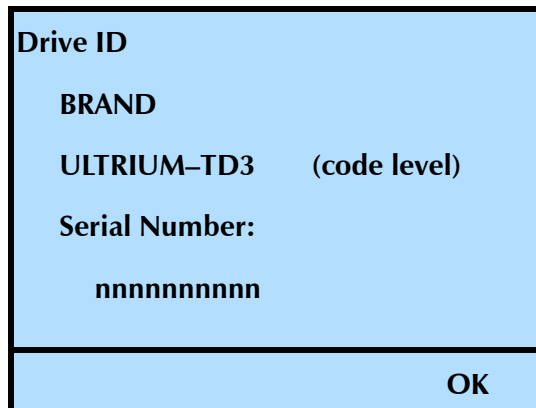 Drive ID
BRAND
ULTRIUM–TD3 (code level)
Serial Number:
nnnnnnnnnn
OK